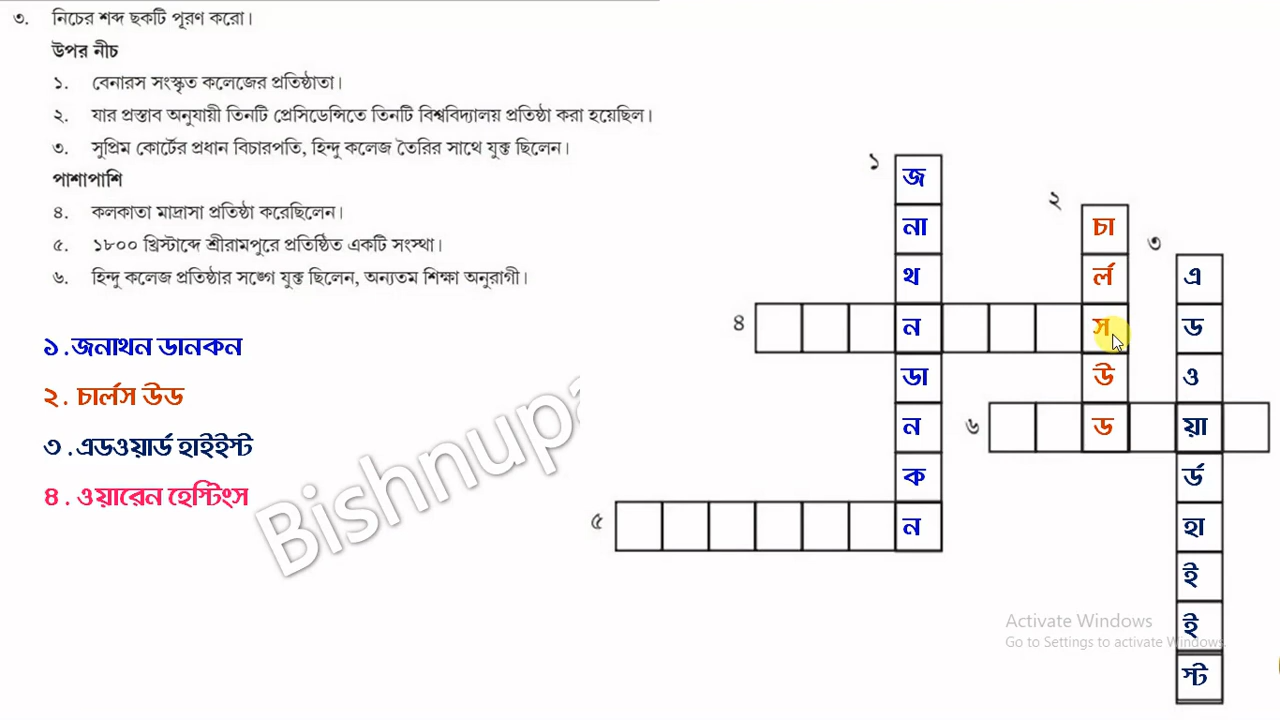 ৩. নিচের শব্দ ছকটি পূরণ করো।
উপর নীচ
১. বেনারস সংস্কৃত কলেজের প্রতিষ্ঠাতা।
২. যার প্রস্তাব অনুযায়ী তিনটি প্রেসিডেন্সিতে তিনটি বিশ্ববিদ্যালয় প্রতিষ্ঠা করা হয়েছিল।
৩. সুপ্রিম কোর্টের প্রধান বিচারপতি, হিন্দু কলেজ তৈরির সাথে যুক্ত ছিলেন।
পাশাপাশি
৪. কলকাতা মাদ্রাসা প্রতিষ্ঠা করেছিলেন।
৫. ১৮০০ খ্রিস্টাব্দে শ্রীরামপুরে প্রতিষ্ঠিত একটি সংস্থা।
৬. হিন্দু কলেজ প্রতিষ্ঠার সঙ্গে যুক্ত ছিলেন, অন্যতম শিক্ষা অনুরাগী।
১.জনাথন ডানকন
২. চার্লস উড
৩.এডওয়ার্ড হাইইস্ট
৪. ওয়ারেন হেস্টিংস
Bishnupa
১
জ
না
২
চা
৩
থ
র্ল
এ
৪
ন
স
ড
ডা
উ
ও
ন
৬
ড
য়া
ক
র্ড
৫
ন
হা
ই
ই
স্ট
Activate Windows
Go to Settings to activate Windows.